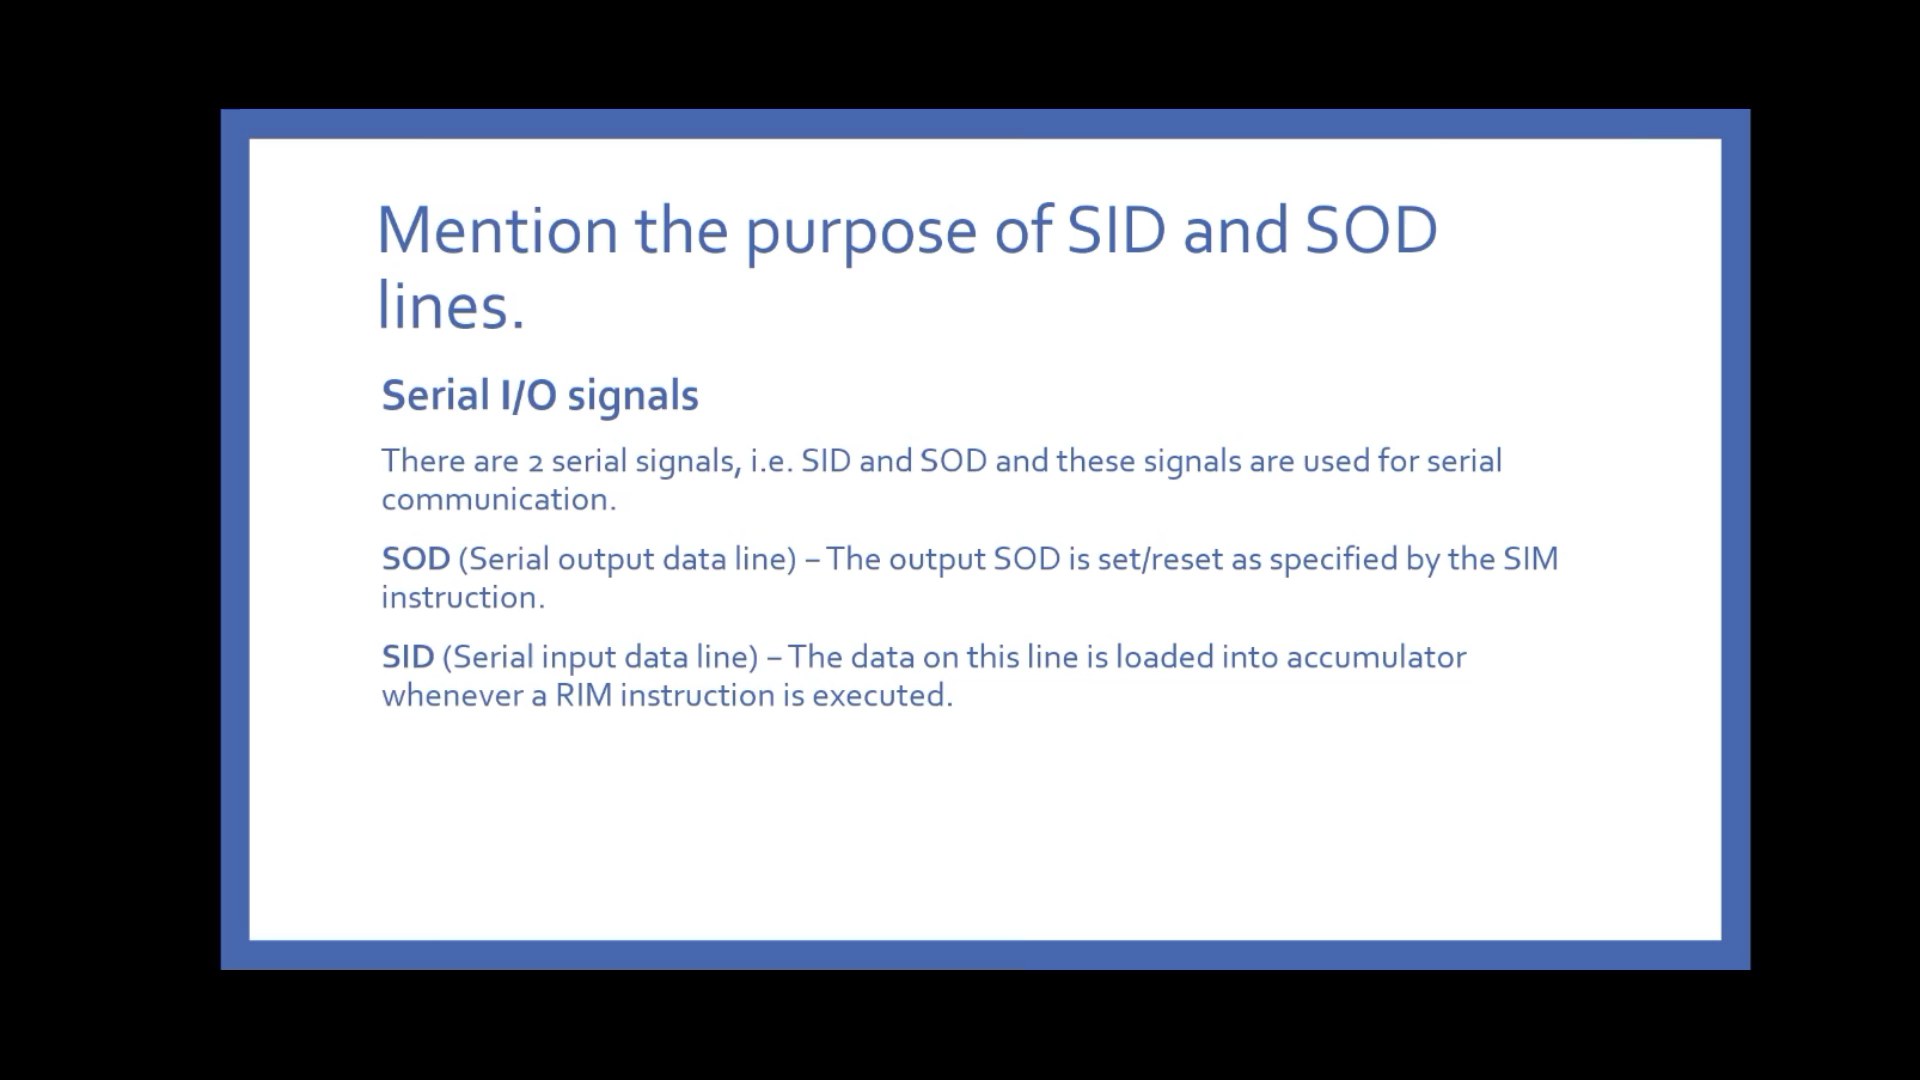 Mention the purpose of SID and SOD
lines.
Serial I/O signals
There are 2 serial signals, i.e. SID and SOD and these signals are used for serial
communication.
SOD (Serial output data line) – The output SOD is set/reset as specified by the SIM
instruction.
SID (Serial input data line) – The data on this line is loaded into accumulator
whenever a RIM instruction is executed.